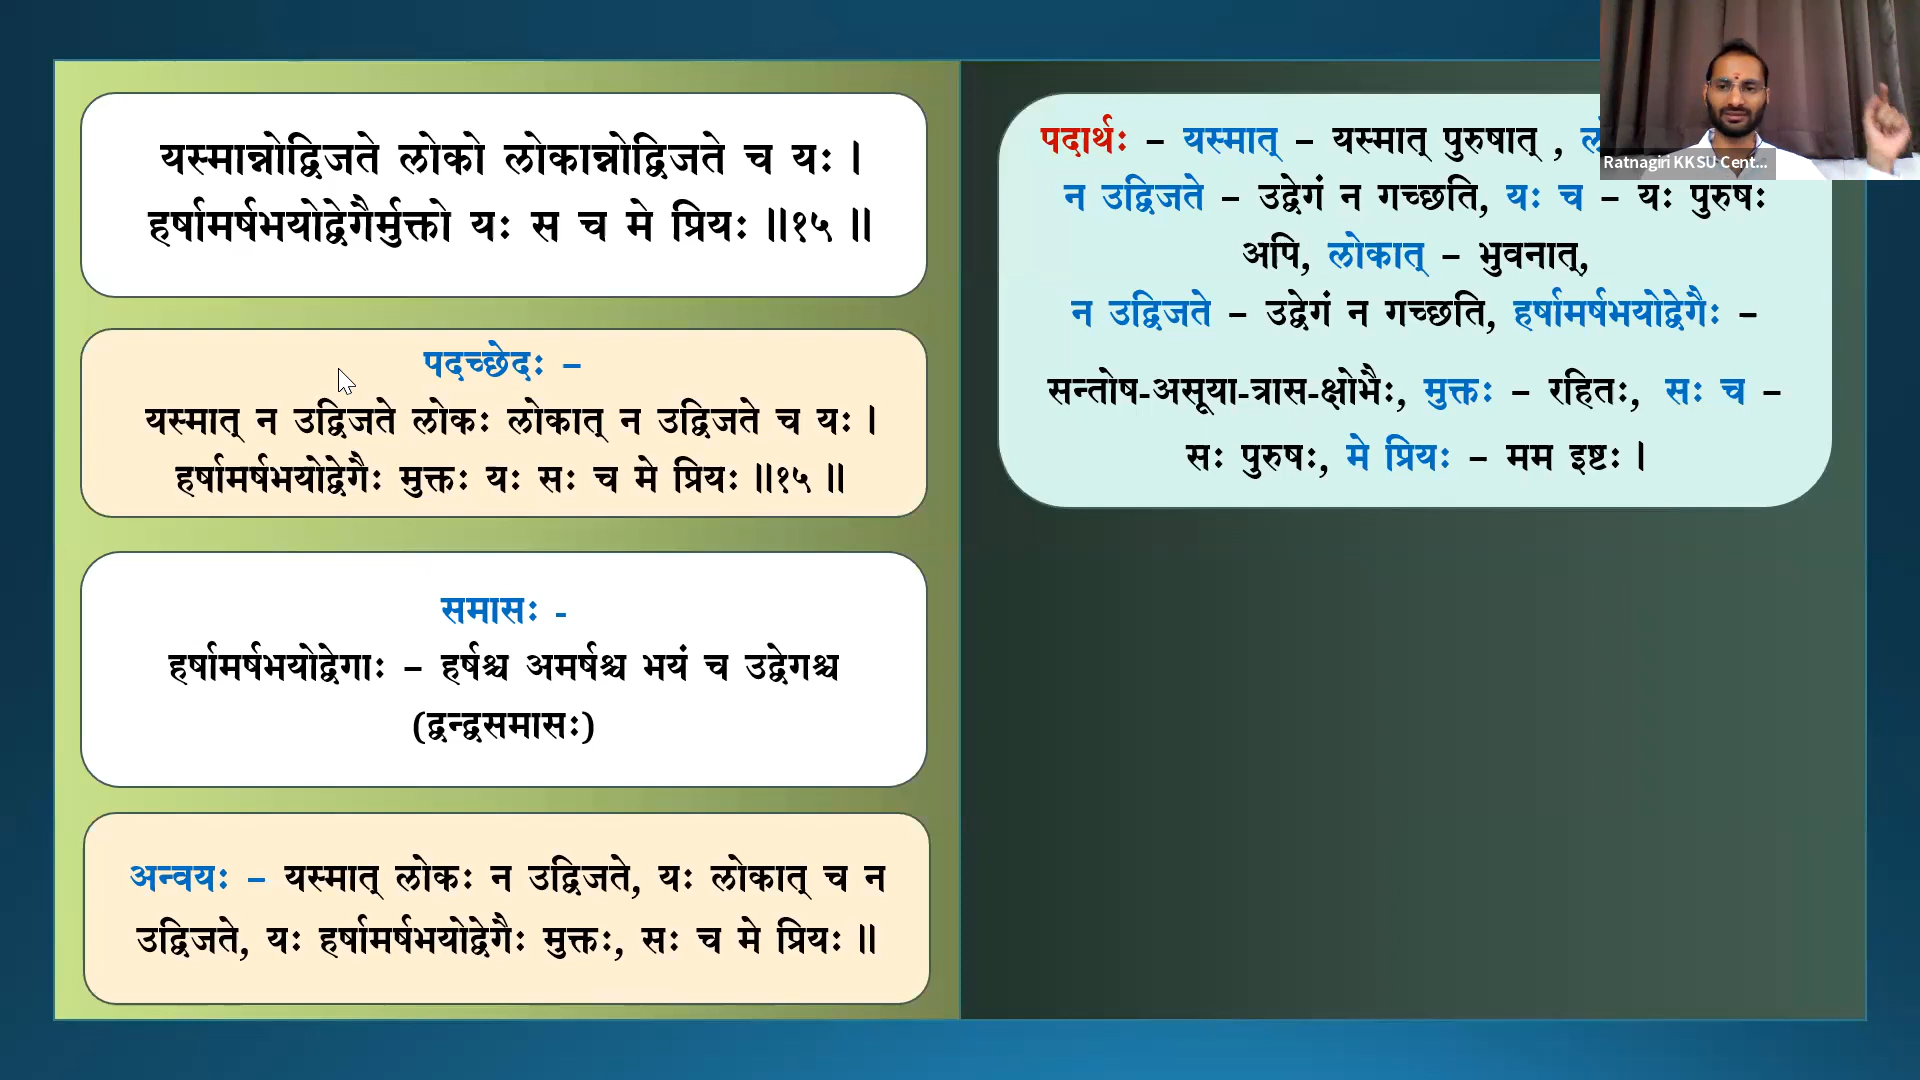 यस्मान्नोद्विजते लोको लोकान्नोद्विजते च यः ।
हर्षामर्षभयोद्वेगैर्मुक्तो यः स च मे प्रियः ॥१५ ॥
पदच्छेदः –
यस्मात् न उद्विजते लोकः लोकात् न उद्विजते च यः ।
हर्षामर्षभयोद्वेगैः मुक्तः यः सः च मे प्रियः ॥१५ ॥
समासः -
हर्षामर्षभयोद्वेगाः – हर्षश्च अमर्षश्च भयं च उद्वेगश्च
(द्वन्द्वसमासः)
अन्वयः – यस्मात् लोकः न उद्विजते, यः लोकात् च न
उद्विजते, यः हर्षामर्षभयोद्वेगैः मुक्तः, सः च मे प्रियः ॥
पदार्थः – यस्मात् – यस्मात् पुरुषात् ,
न उद्विजते – उद्वेगं न गच्छति, यः च – यः पुरुषः
अपि, लोकात् – भुवनात्,
न उद्विजते – उद्वेगं न गच्छति, हर्षामर्षभयोद्वेगैः –
सन्तोष-असूया-त्रास-क्षोभैः, मुक्तः – रहितः, सः च –
सः पुरुषः, मे प्रियः – मम इष्टः ।
Ratnagiri KKSU Cent...